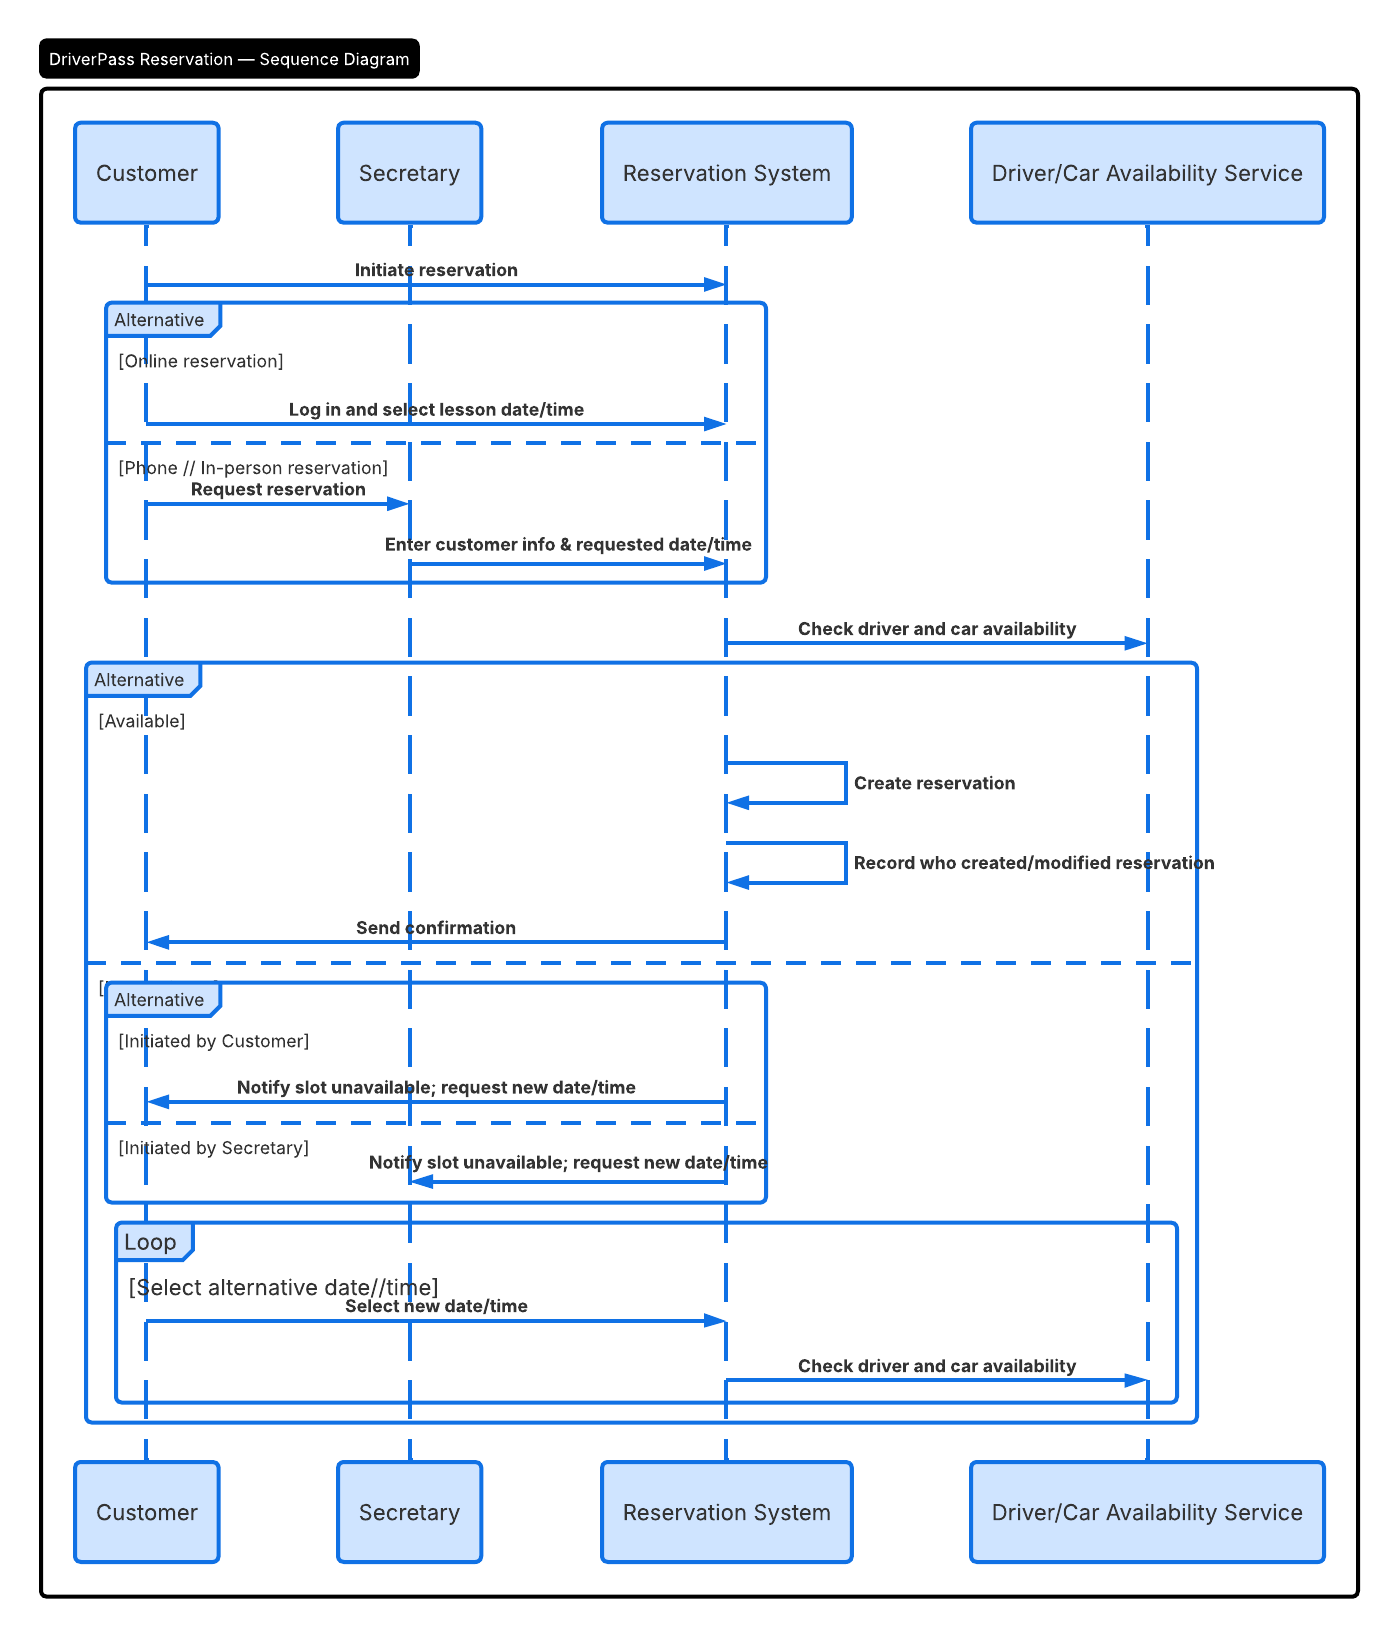 DriverPass Reservation — Sequence Diagram
Customer
Secretary
Reservation System
Driver/Car Availability Service
Initiate reservation
Alternative
[Online reservation]
Log in and select lesson date/time
[Phone // In-person reservation]
Request reservation
Enter customer info & requested date/time
Check driver and car availability
Alternative
[Available]
Create reservation
Record who created/modified reservation
Send confirmation
Alternative
[Initiated by Customer]
Notify slot unavailable; request new date/time
[Initiated by Secretary]
Notify slot unavailable; request new date/time
Loop
[Select alternative date//time]
Select new date/time
Check driver and car availability
Customer
Secretary
Reservation System
Driver/Car Availability Service